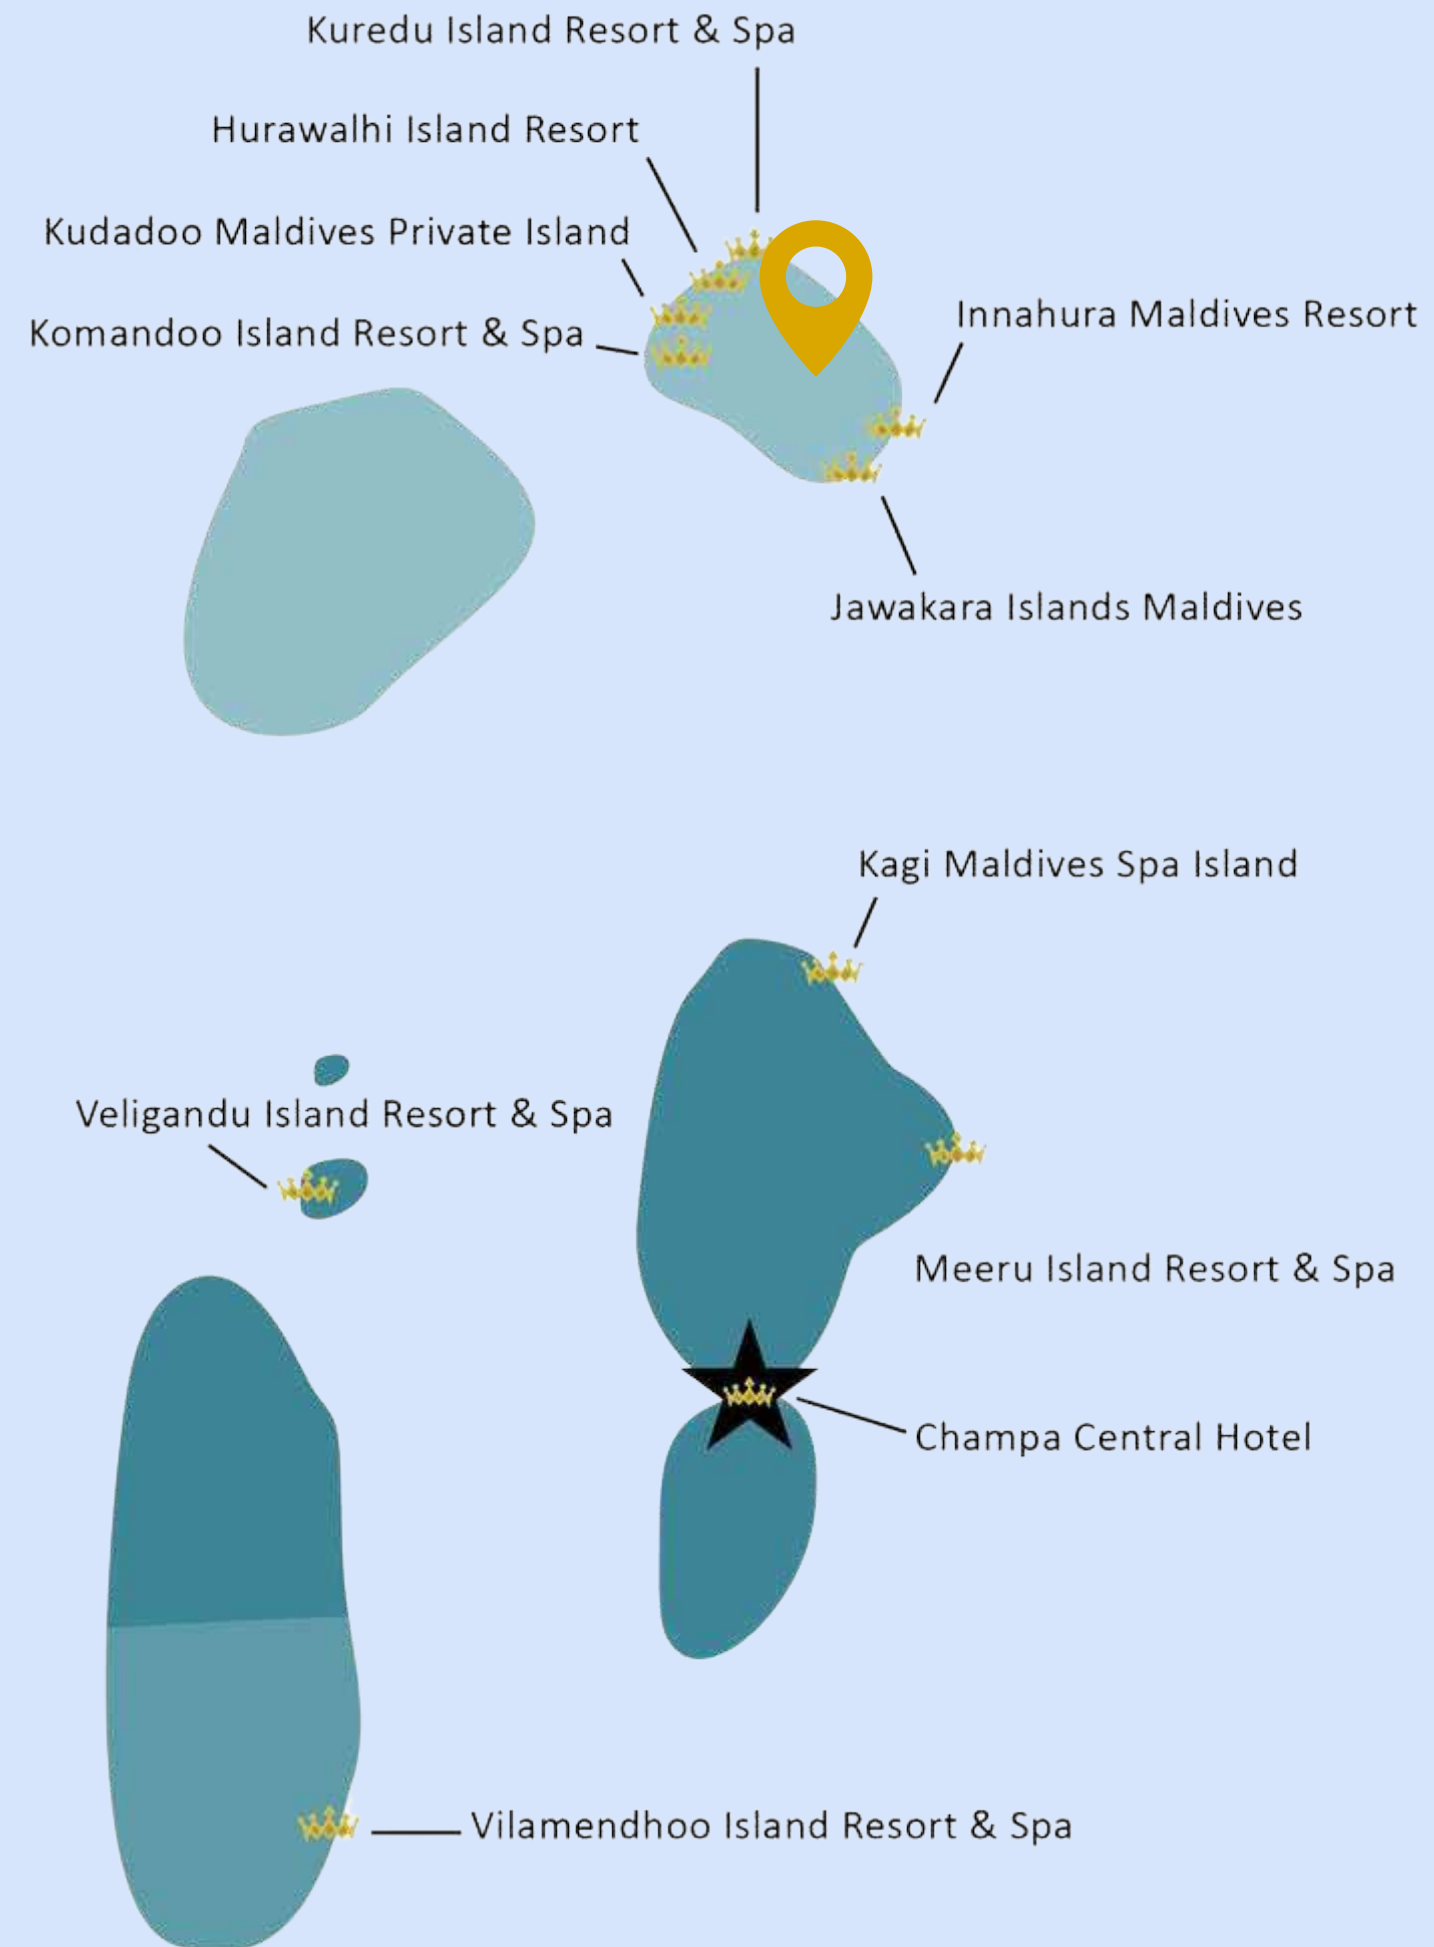 Kuredu Island Resort & Spa
Hurawalhi Island Resort
Kudadoo Maldives Private Island
Innahura Maldives Resort
Komandoo Island Resort & Spa
Jawakara Islands Maldives
Kagi Maldives Spa Island
Veligandu Island Resort & Spa
Meeru Island Resort & Spa
Champa Central Hotel
Vilamendhoo Island Resort & Spa